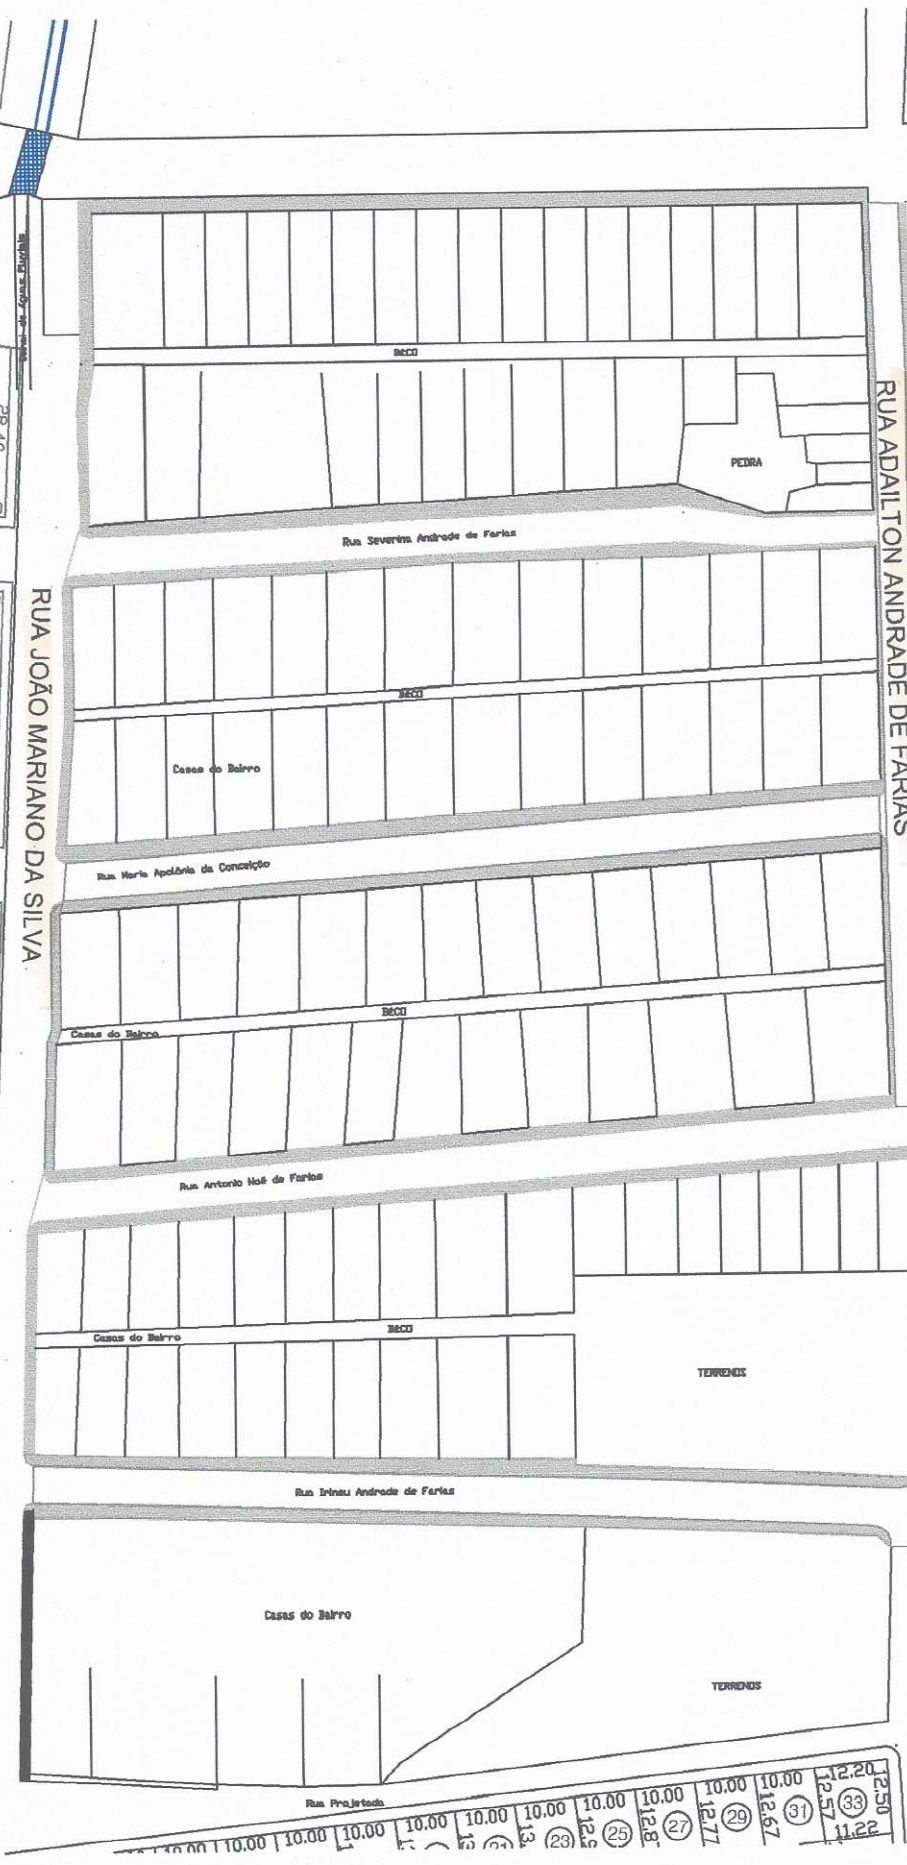 BECO
PEDRA
RUA ADAILTON ANDRADE DE FARIAS
Rua Severina Andrade de Farias
RUA JOÃO MARIANO DA SILVA
BECO
Casas do Bairro
Rua Maria Apolônia da Conceição
BECO
Casas do Bairro
Rua Antonio Noé de Farias
BECO
Casas do Bairro
TERRENOS
Rua Irineu Andrade de Farias
Casas do Bairro
TERRENOS
Rua Projetada
10.00 10.00 10.00 10.00 10.00 10.00 10.00 10.00 10.00 10.00 12.20 12.50
12.77 12.67 12.57
23 25 27 29 31 33
11.22